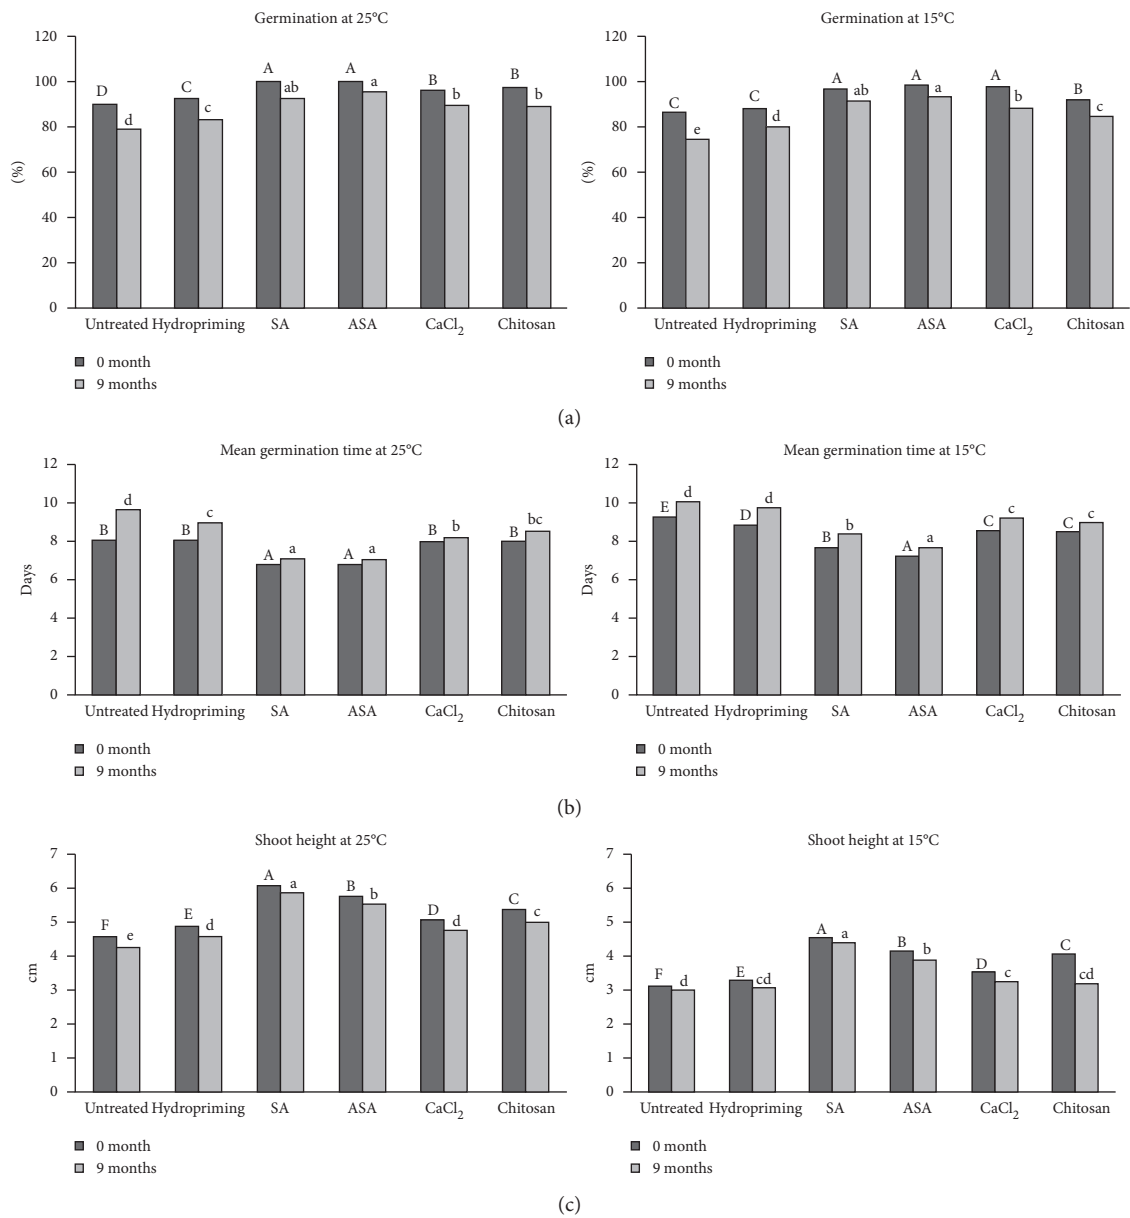 Germination at 25°C
120
100
80
60
40
20
0
(%)
D
d
C
c
A
ab
A
a
B
b
B
b
Untreated Hydropriming SA ASA CaCl2 Chitosan
0 month
9 months
Germination at 15°C
120
100
80
60
40
20
0
(%)
C
e
C
d
A
ab
A
a
A
b
B
c
Untreated Hydropriming SA ASA CaCl2 Chitosan
0 month
9 months
(a)
Mean germination time at 25°C
12
10
8
6
4
2
0
Days
B
d
B
c
A
a
A
a
B
b
B
bc
Untreated Hydropriming SA ASA CaCl2 Chitosan
0 month
9 months
Mean germination time at 15°C
12
10
8
6
4
2
0
Days
E
d
D
d
B
b
A
a
C
c
C
c
Untreated Hydropriming SA ASA CaCl2 Chitosan
0 month
9 months
(b)
Shoot height at 25°C
7
6
5
4
3
2
1
0
cm
F
e
E
d
A
a
B
b
D
d
C
c
Untreated Hydropriming SA ASA CaCl2 Chitosan
0 month
9 months
Shoot height at 15°C
7
6
5
4
3
2
1
0
cm
F
d
E
cd
A
a
B
b
D
c
C
cd
Untreated Hydropriming SA ASA CaCl2 Chitosan
0 month
9 months
(c)